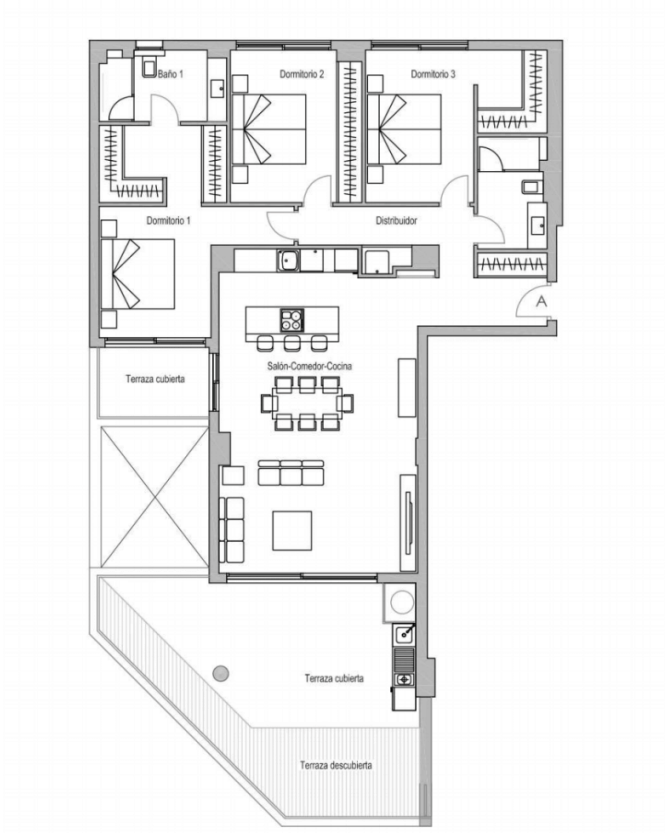 Baño 1
Dormitorio 2
Dormitorio 3
Dormitorio 1
Distribuidor
A
Salón-Comedor-Cocina
Terraza cubierta
Terraza cubierta
Terraza descubierta